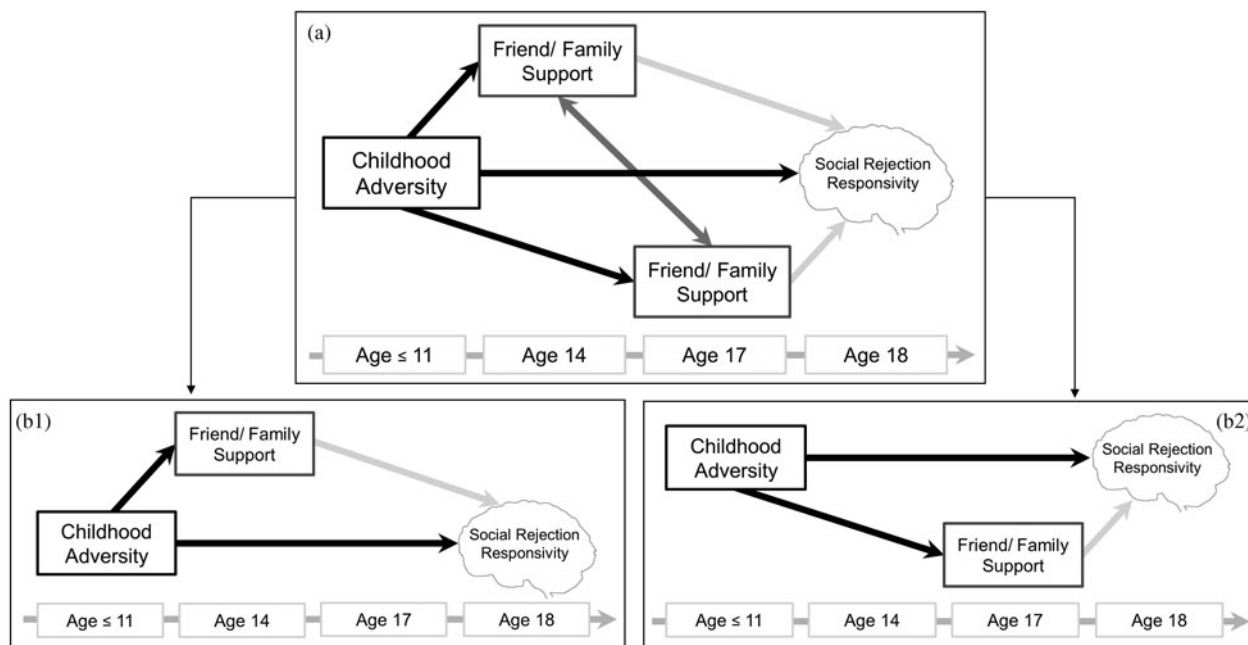 (a)
Friend/ Family
Support
Childhood
Adversity
Social Rejection
Responsivity
Friend/ Family
Support
Age ≤ 11
Age 14
Age 17
Age 18
(b1)
Friend/ Family
Support
Childhood
Adversity
Social Rejection
Responsivity
Age ≤ 11
Age 14
Age 17
Age 18
(b2)
Childhood
Adversity
Social Rejection
Responsivity
Friend/ Family
Support
Age ≤ 11
Age 14
Age 17
Age 18